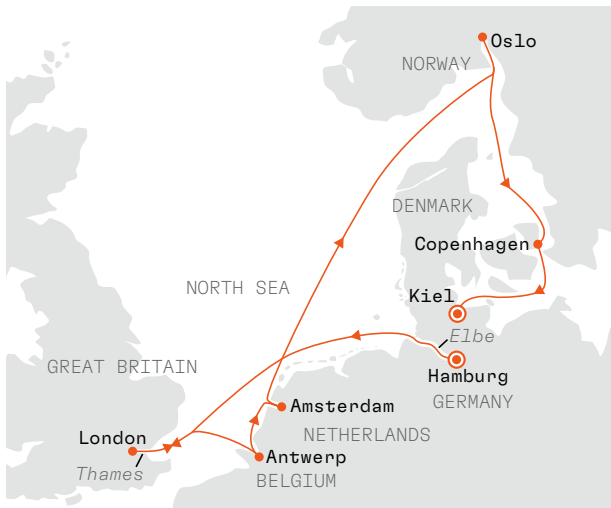 Oslo
NORWAY
DENMARK
Copenhagen
NORTH SEA
Kiel
Elbe
GREAT BRITAIN
Hamburg
GERMANY
Amsterdam
NETHERLANDS
London
Thames
Antwerp
BELGIUM